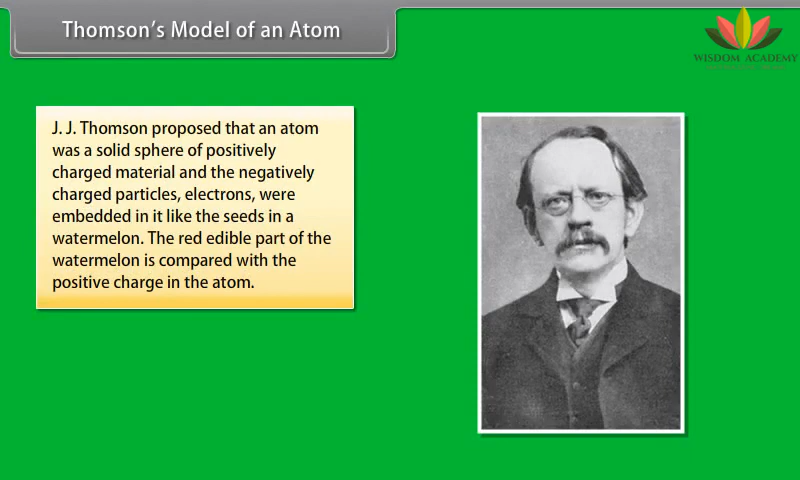 Thomson's Model of an Atom
WISDOM ACADEMY
J. J. Thomson proposed that an atom
was a solid sphere of positively
charged material and the negatively
charged particles, electrons, were
embedded in it like the seeds in a
watermelon. The red edible part of the
watermelon is compared with the
positive charge in the atom.